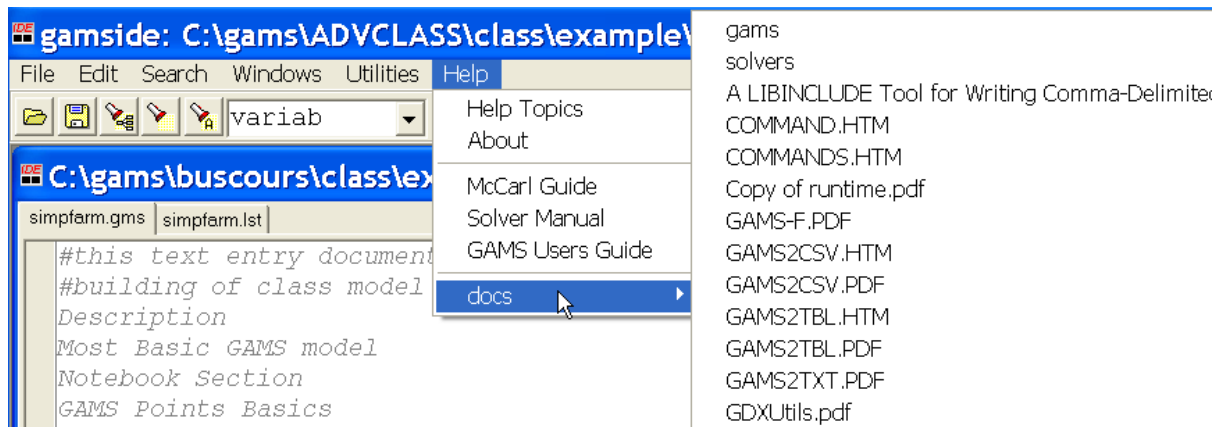 IDE gamside: C:\gams\ADVCLASS\class\example\
File Edit Search Windows Utilities Help
A variab
Help Topics
About
McCarl Guide
Solver Manual
GAMS Users Guide
docs
IDE C:\gams\buscours\class\ex
simpfarm.gms simpfarm.lst
#this text entry document
#building of class model
Description
Most Basic GAMS model
Notebook Section
GAMS Points Basics
gams
solvers
A LIBINCLUDE Tool for Writing Comma-Delimited
COMMAND.HTM
COMMANDS.HTM
Copy of runtime.pdf
GAMS-F.PDF
GAMS2CSV.HTM
GAMS2CSV.PDF
GAMS2TBL.HTM
GAMS2TBL.PDF
GAMS2TXT.PDF
GDXUtils.pdf